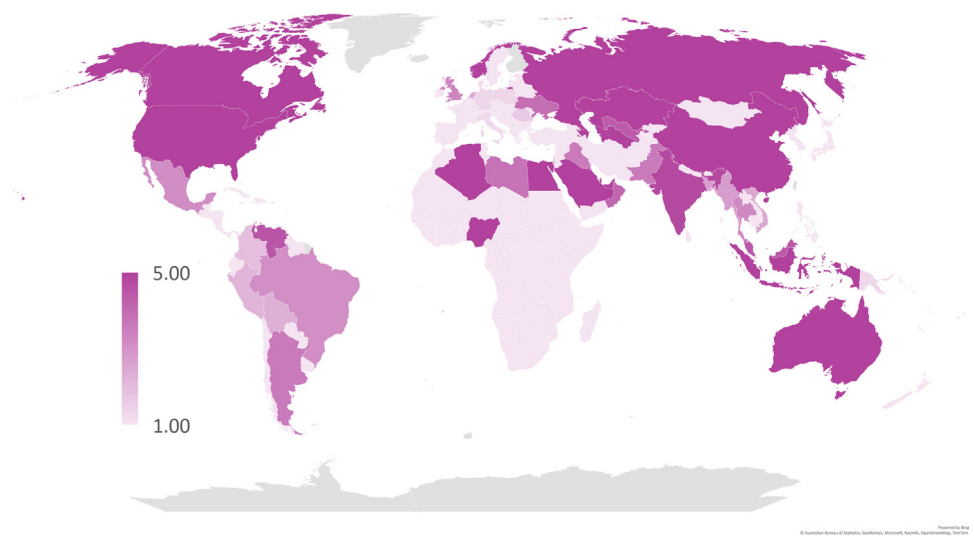 5.00
1.00
Powered by Bing
© Australian Bureau of Statistics, GeoNames, Microsoft, Navinfo, OpenStreetMap, TomTom